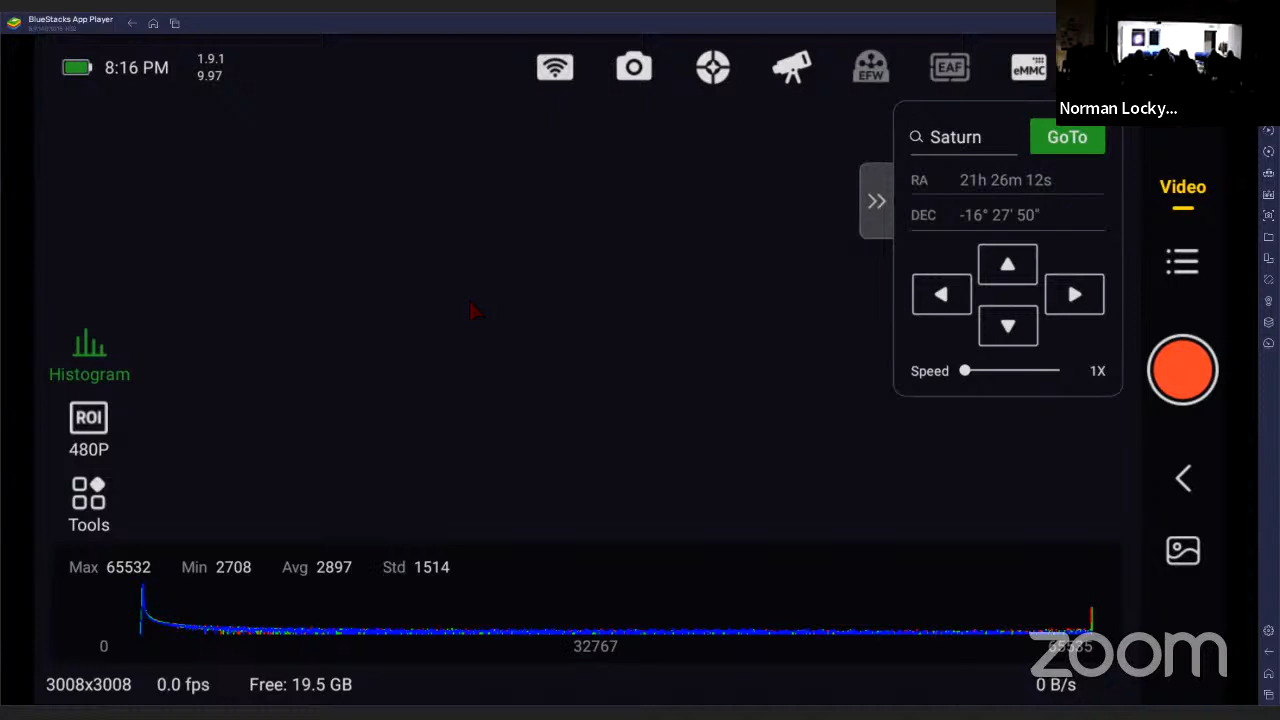 BlueStacks App Player
8:16 PM
1.9.1
9.97
EFW
EAF
eMMC
Norman Locky...
Saturn
GoTo
RA 21h 26m 12s
DEC -16° 27' 50"
Speed 1X
Video
Histogram
ROI
480P
Tools
Max 65532 Min 2708 Avg 2897 Std 1514
0 32767 65535
zoom
3008x3008 0.0 fps Free: 19.5 GB 0 B/s